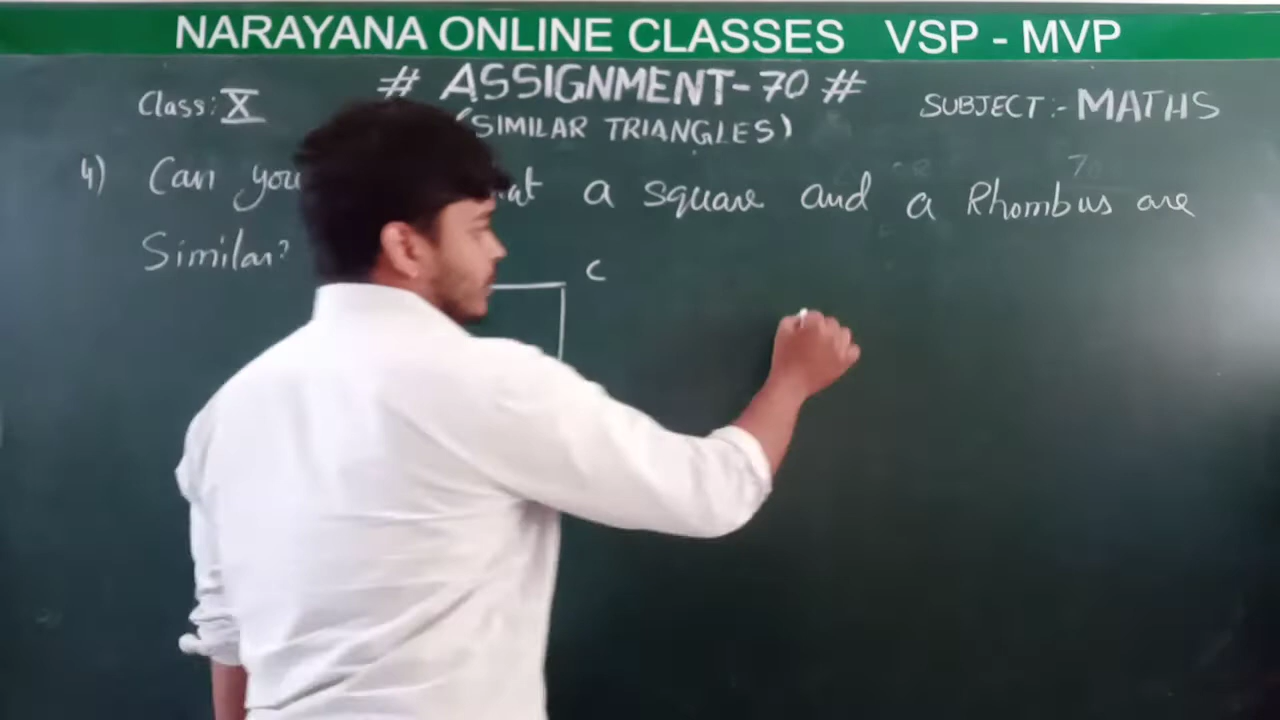 NARAYANA ONLINE CLASSES VSP - MVP
# ASSIGNMENT-70 #
Class: X
SUBJECT:- MATHS
(SIMILAR TRIANGLES)
4) Can you a square and a Rhombus are
Similar?
C